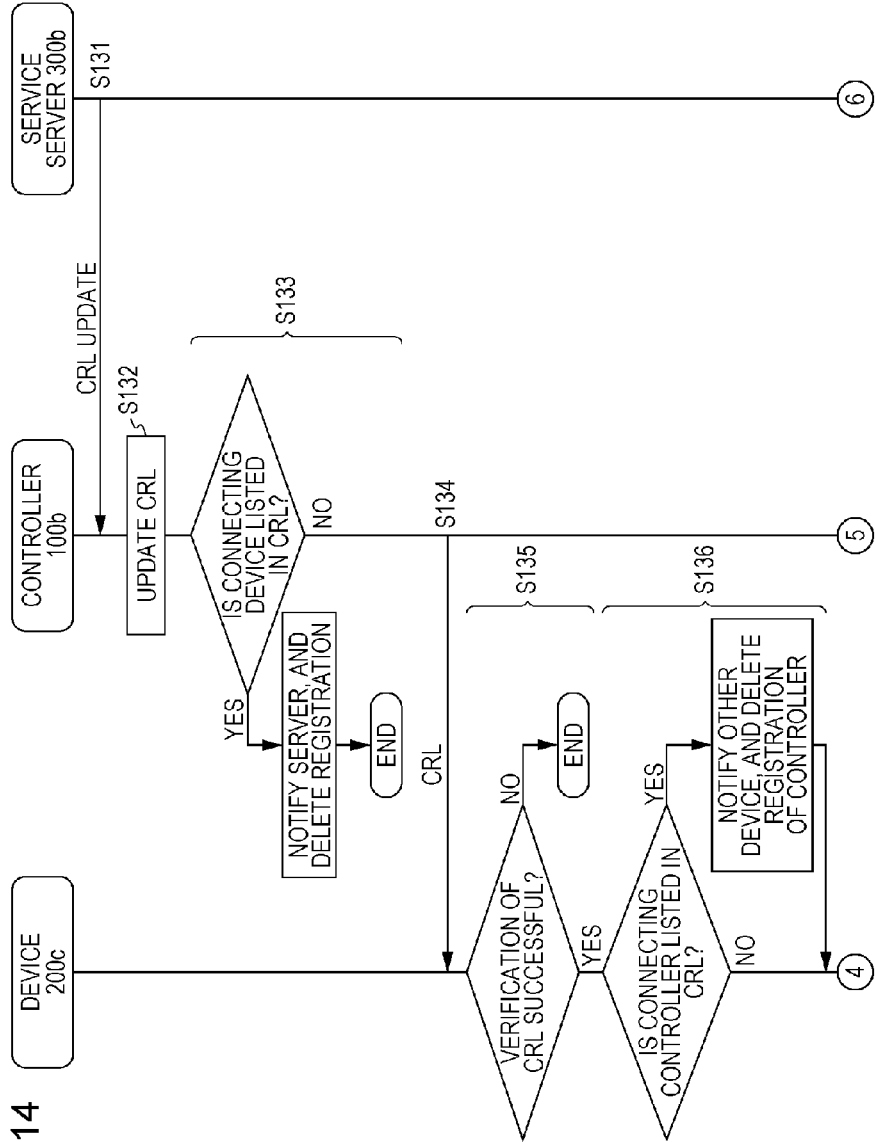 14
DEVICE
200c
CONTROLLER
100b
SERVICE
SERVER 300b
S131
CRL UPDATE
S132
UPDATE CRL
S133
IS CONNECTING
DEVICE LISTED
IN CRL?
YES
NO
NOTIFY SERVER, AND
DELETE REGISTRATION
END
S134
CRL
S135
VERIFICATION OF
CRL SUCCESSFUL?
NO
YES
END
S136
IS CONNECTING
CONTROLLER LISTED IN
CRL?
YES
NO
NOTIFY OTHER
DEVICE, AND DELETE
REGISTRATION
OF CONTROLLER
4
5
6